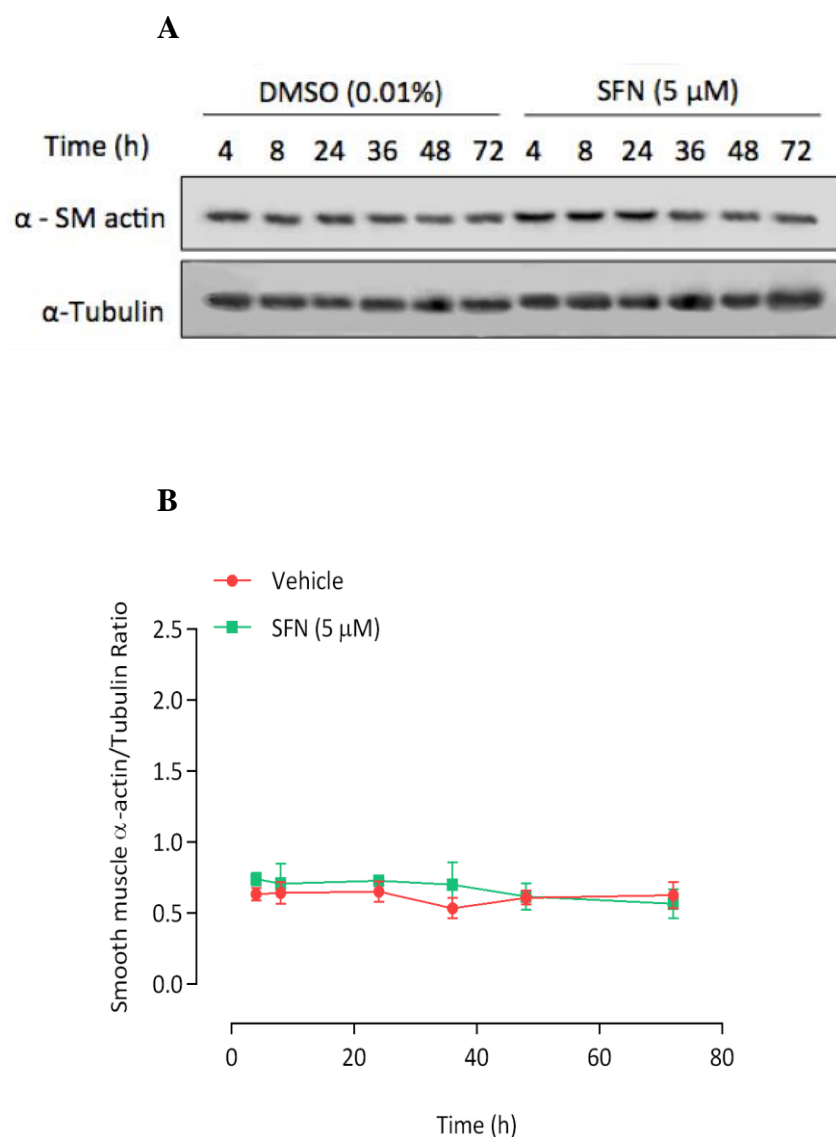 A
DMSO (0.01%) SFN (5 μM)
Time (h) 4 8 24 36 48 72 4 8 24 36 48 72
α - SM actin
α-Tubulin
B
Vehicle
SFN (5 μM)
Smooth muscle α-actin/Tubulin Ratio
2.5
2.0
1.5
1.0
0.5
0.0
0 20 40 60 80
Time (h)